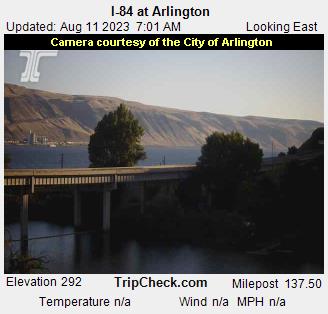 I-84 at Arlington
Updated: Aug 11 2023 7:01 AM Looking East
Camera courtesy of the City of Arlington
Elevation 292 TripCheck.com Milepost 137.50
Temperature n/a Wind n/a MPH n/a